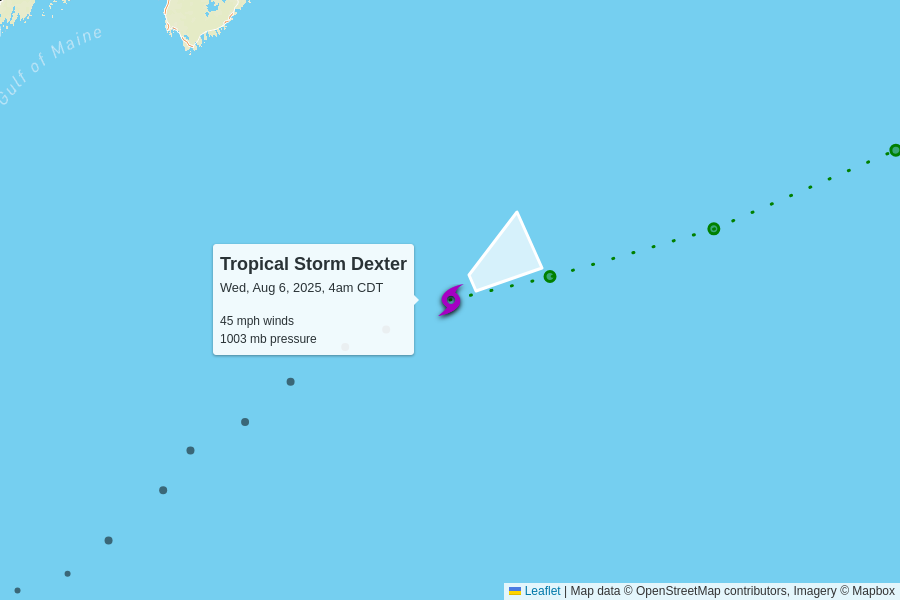 Gulf of Maine
Tropical Storm Dexter
Wed, Aug 6, 2025, 4am CDT
45 mph winds
1003 mb pressure
Leaflet | Map data © OpenStreetMap contributors, Imagery © Mapbox